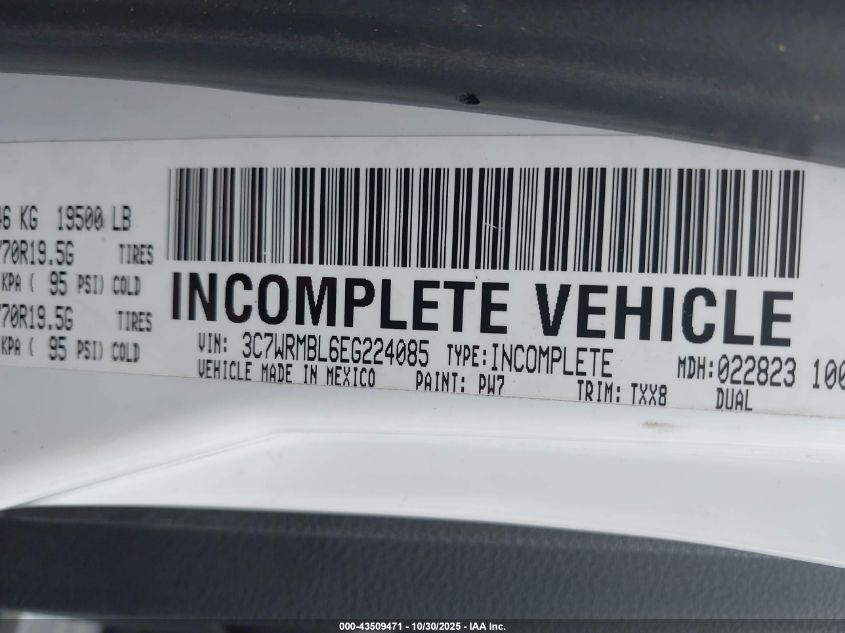 46 KG 19500 LB
/70R19.5G TIRES
KPA ( 95 PSI) COLD
/70R19.5G TIRES
KPA ( 95 PSI) COLD
INCOMPLETE VEHICLE
VIN: 3C7WRMBL6EG224085 TYPE: INCOMPLETE MDH: 022823 100
VEHICLE MADE IN MEXICO PAINT: PW7 TRIM: TXX8 DUAL
000-43509471 - 10/30/2025 - IAA Inc.